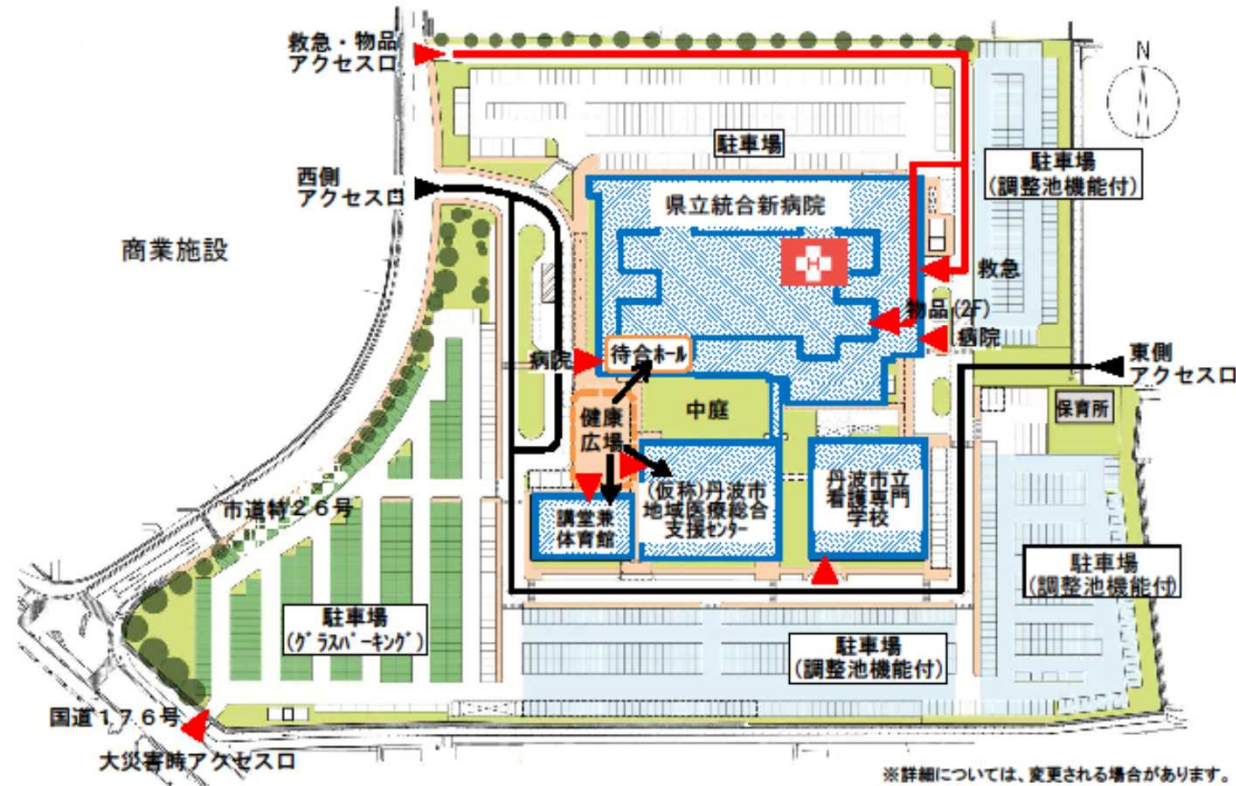 救急・物品
アクセス口
N
駐車場
駐車場
(調整池機能付)
西側
アクセス口
県立統合新病院
商業施設
H
救急
物品(2F)
病院
病院
待合ホール
東側
アクセス口
保育所
中庭
健康
広場
(仮称)丹波市
地域医療総合
支援センター
丹波市立
看護専門
学校
講堂兼
体育館
市道特26号
駐車場
(調整池機能付)
駐車場
(グラスパーキング)
駐車場
(調整池機能付)
国道176号
大災害時アクセス口
※詳細については、変更される場合があります。